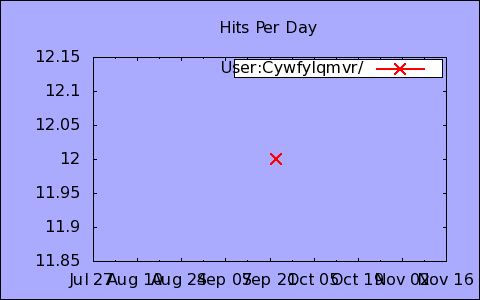 Hits Per Day
User:Cywfylqmvr/
12.15
12.1
12.05
12
11.95
11.9
11.85
Jul 27 Aug 10 Aug 24 Sep 07 Sep 21 Oct 05 Oct 19 Nov 02 Nov 16